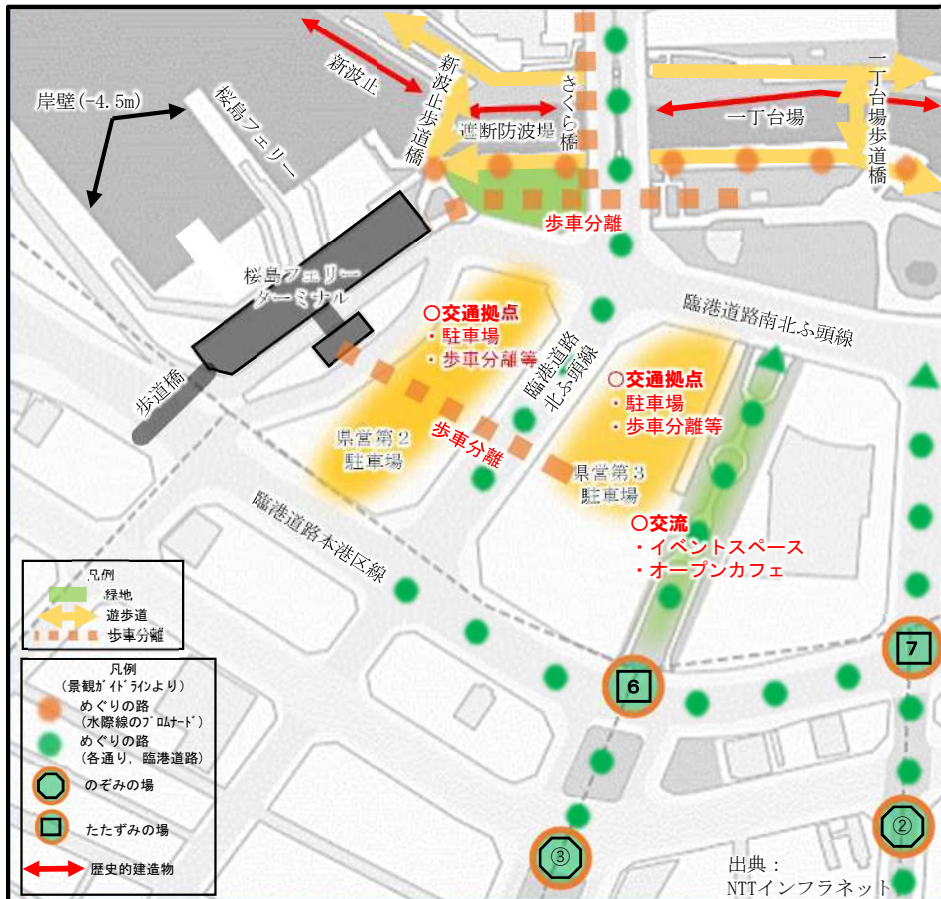 岸壁(-4.5m)
桜島フェリー
新波止
新波止歩道橋
遮断防波堤
さくら橋
一丁台場
一丁台場歩道橋
歩車分離
桜島フェリー
ターミナル
歩道橋
○交通拠点
・駐車場
・歩車分離等
県営第2
駐車場
歩車分離
臨港道路
北ふ頭線
臨港道路南北ふ頭線
○交通拠点
・駐車場
・歩車分離等
県営第3
駐車場
○交流
・イベントスペース
・オープンカフェ
臨港道路本港区線
6
7
③
②
凡例
緑地
遊歩道
歩車分離
凡例
(景観ガイドラインより)
めぐりの路
(水際線のプロムナード)
めぐりの路
(各通り, 臨港道路)
のぞみの場
たたずみの場
歴史的建造物
出典:
NTTインフラネット